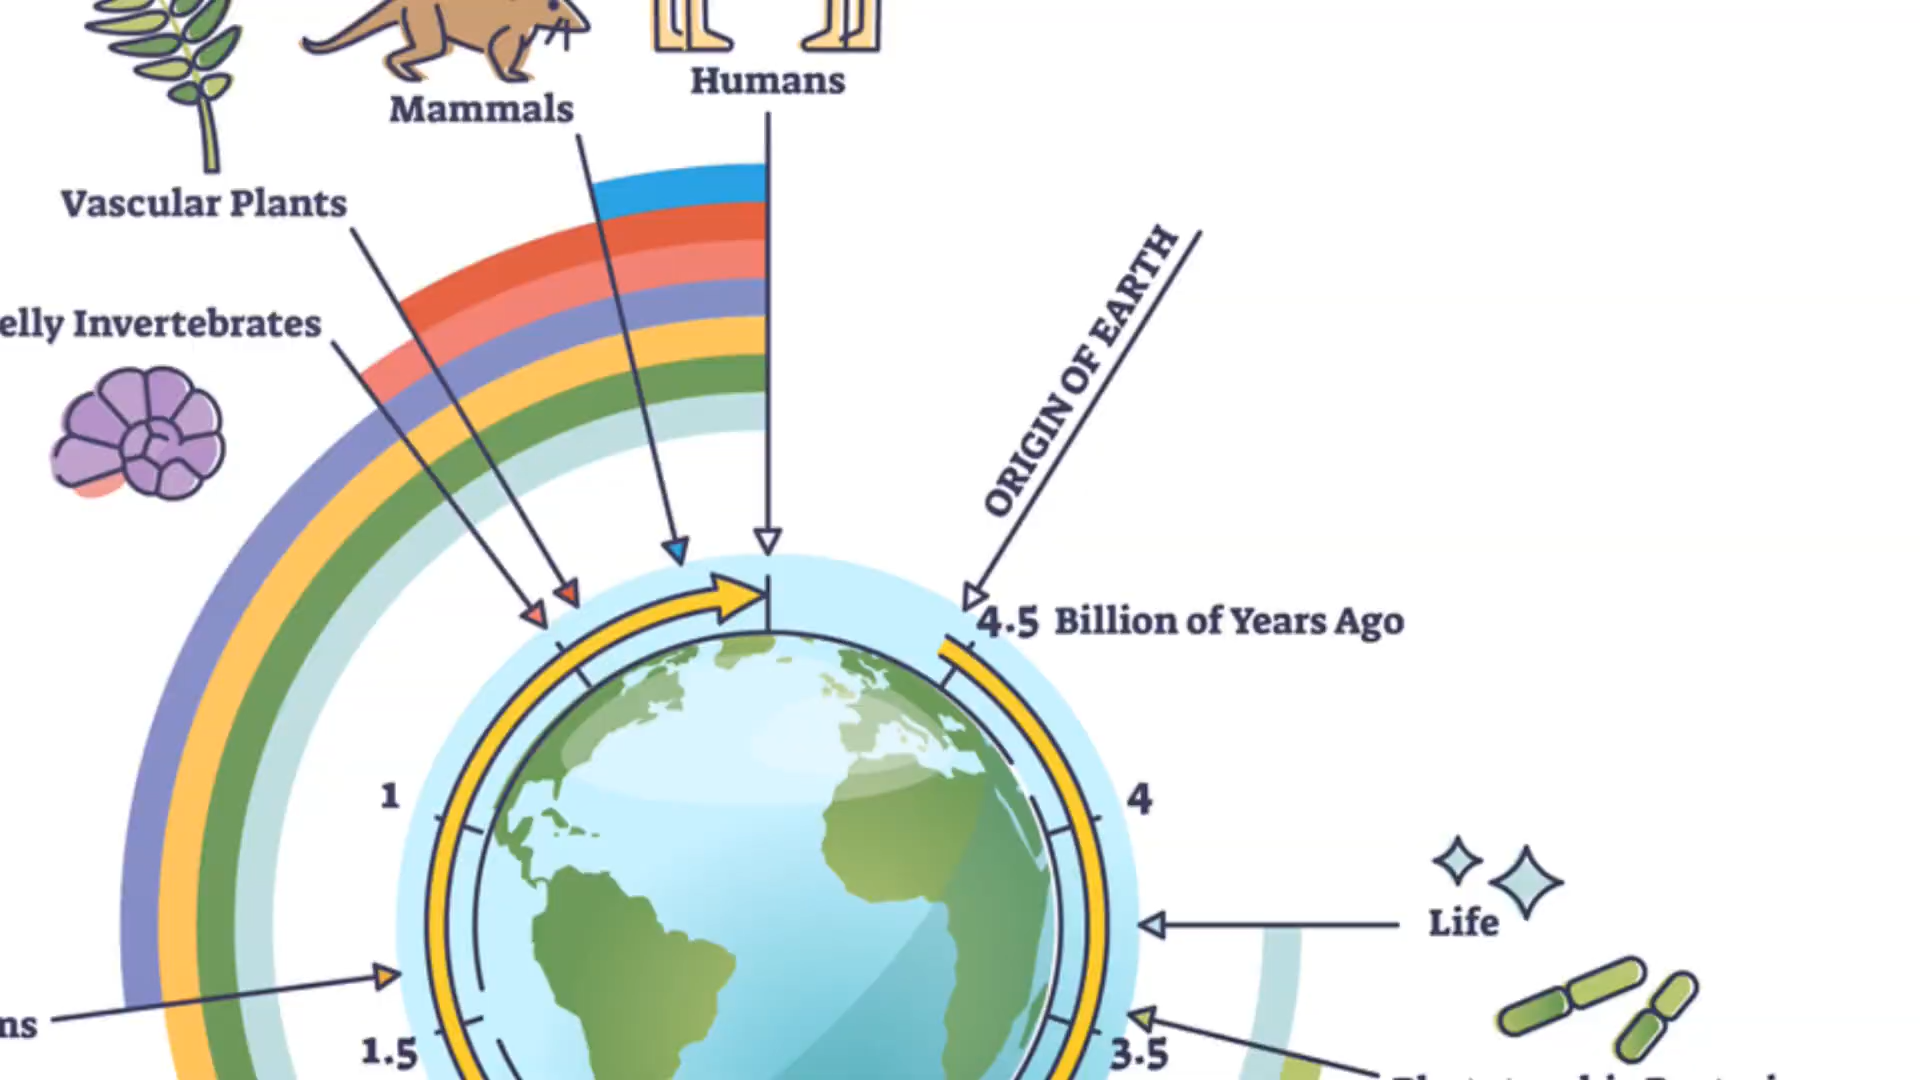 Humans
Mammals
Vascular Plants
ORIGIN OF EARTH
elly Invertebrates
4.5 Billion of Years Ago
1
4
Life
ns
1.5
3.5